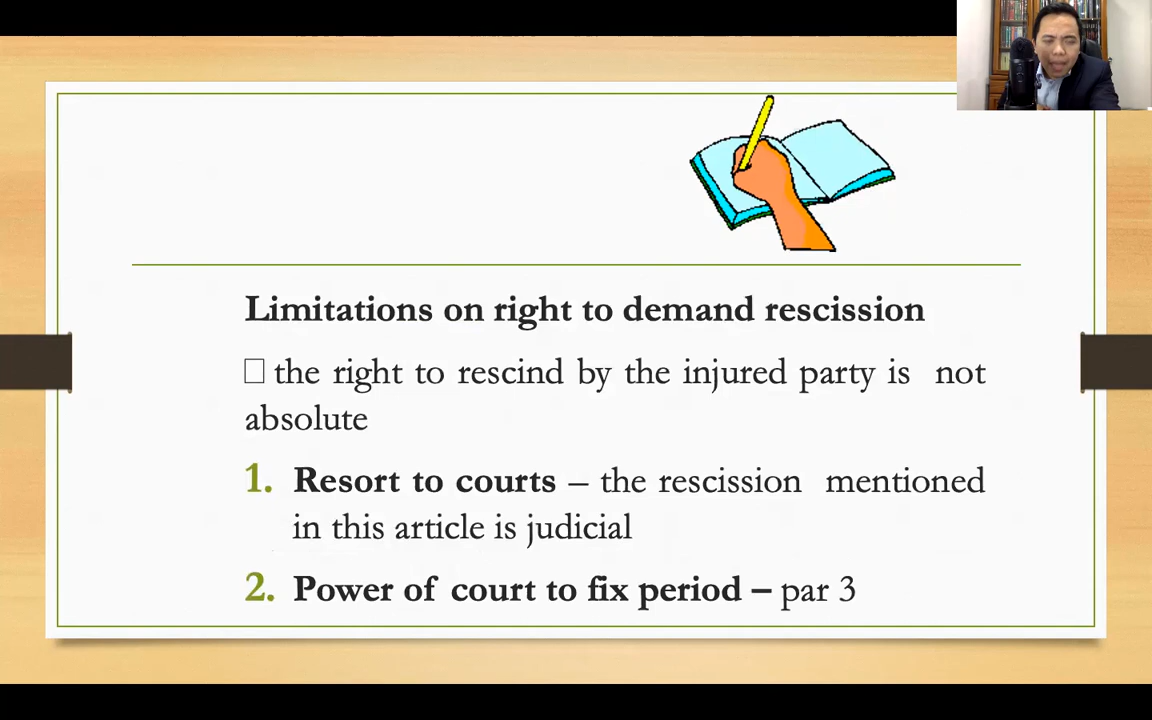 Limitations on right to demand rescission
□ the right to rescind by the injured party is not
absolute
1. Resort to courts – the rescission mentioned
in this article is judicial
2. Power of court to fix period – par 3